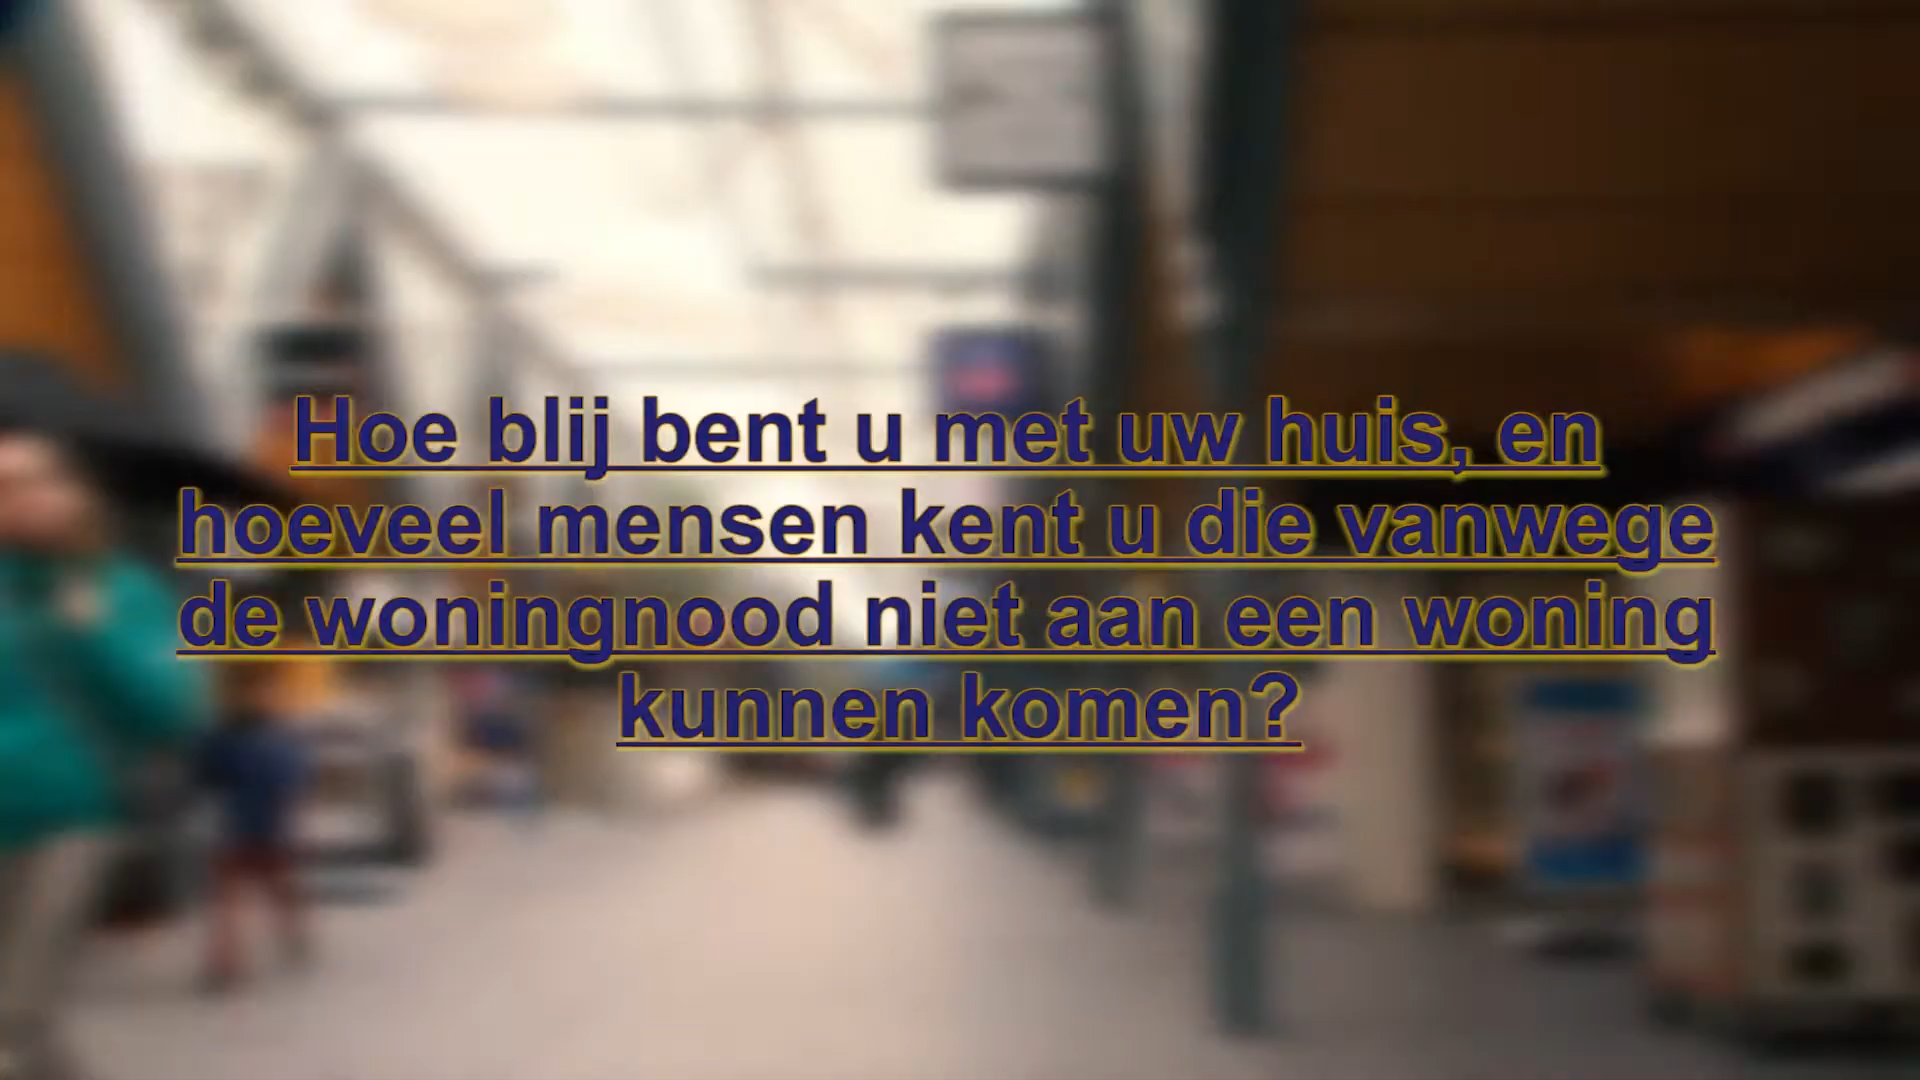 Hoe blij bent u met uw huis, en
hoeveel mensen kent u die vanwege
de woningnood niet aan een woning
kunnen komen?